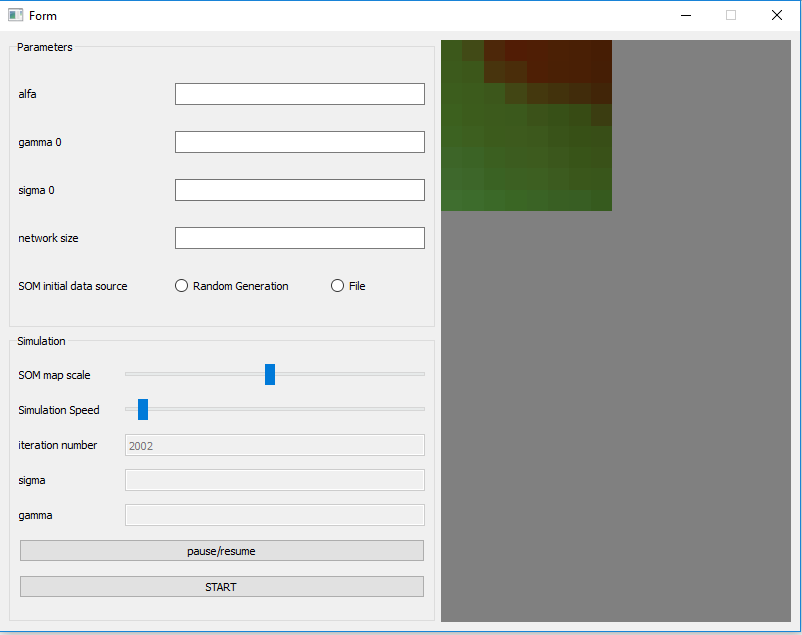 Form
Parameters
alfa
gamma 0
sigma 0
network size
SOM initial data source Random Generation File
Simulation
SOM map scale
Simulation Speed
iteration number 2002
sigma
gamma
pause/resume
START